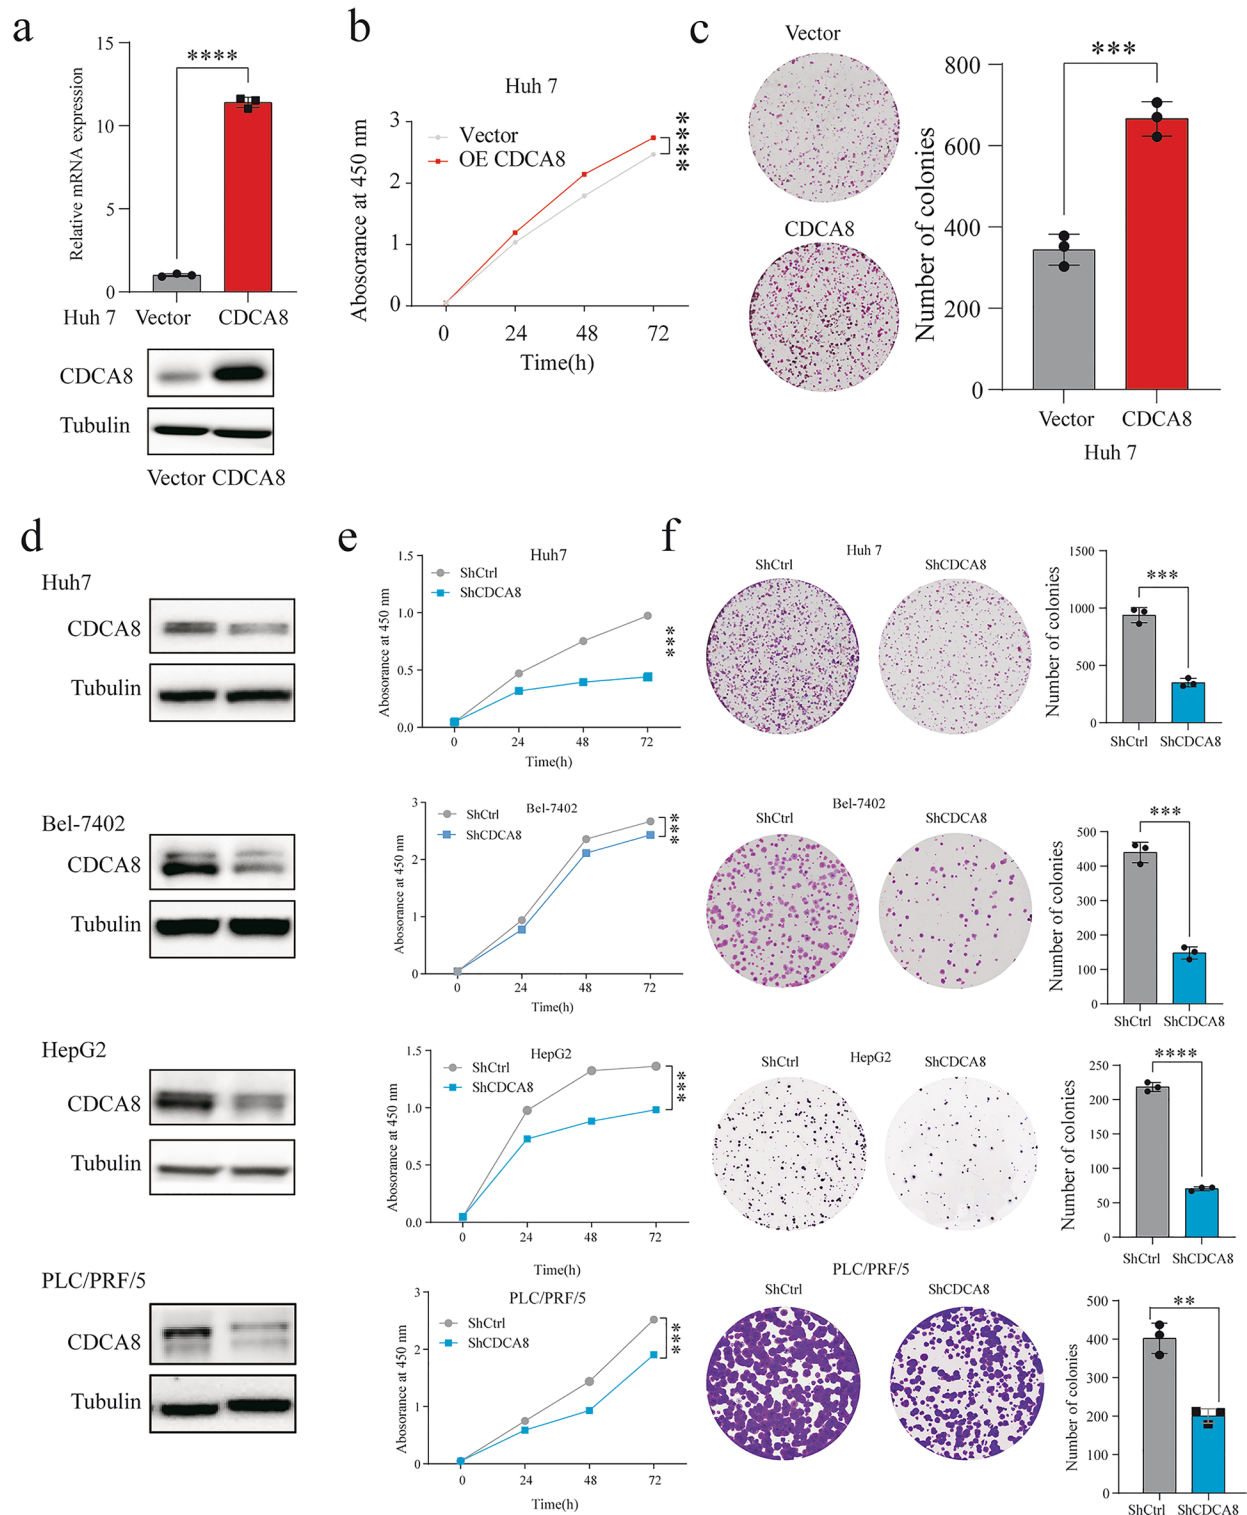 a
15
10
5
0
Relative mRNA expression
****
Huh 7 Vector CDCA8
CDCA8
Tubulin
Vector CDCA8
b
Huh 7
Vector
OE CDCA8
3
2
1
0
Abosorance at 450 nm
****
0 24 48 72
Time(h)
c
Vector
CDCA8
800
600
400
200
0
Number of colonies
***
Vector CDCA8
Huh 7
d
Huh7
CDCA8
Tubulin
Bel-7402
CDCA8
Tubulin
HepG2
CDCA8
Tubulin
PLC/PRF/5
CDCA8
Tubulin
e
Huh7
ShCtrl
ShCDCA8
1.5
1.0
0.5
0.0
Abosorance at 450 nm
***
0 24 48 72
Time(h)
Bel-7402
ShCtrl
ShCDCA8
3
2
1
0
Abosorance at 450 nm
***
0 24 48 72
Time(h)
HepG2
ShCtrl
ShCDCA8
1.5
1.0
0.5
0.0
Abosorance at 450 nm
***
0 24 48 72
Time(h)
PLC/PRF/5
ShCtrl
ShCDCA8
3
2
1
0
Abosorance at 450 nm
***
0 24 48 72
Time(h)
f
Huh 7
ShCtrl ShCDCA8
1500
1000
500
0
Number of colonies
***
ShCtrl ShCDCA8
Bel-7402
ShCtrl ShCDCA8
500
400
300
200
100
0
Number of colonies
***
ShCtrl ShCDCA8
HepG2
ShCtrl ShCDCA8
250
200
150
100
50
0
Number of colonies
****
ShCtrl ShCDCA8
PLC/PRF/5
ShCtrl ShCDCA8
500
400
300
200
100
0
Number of colonies
**
ShCtrl ShCDCA8